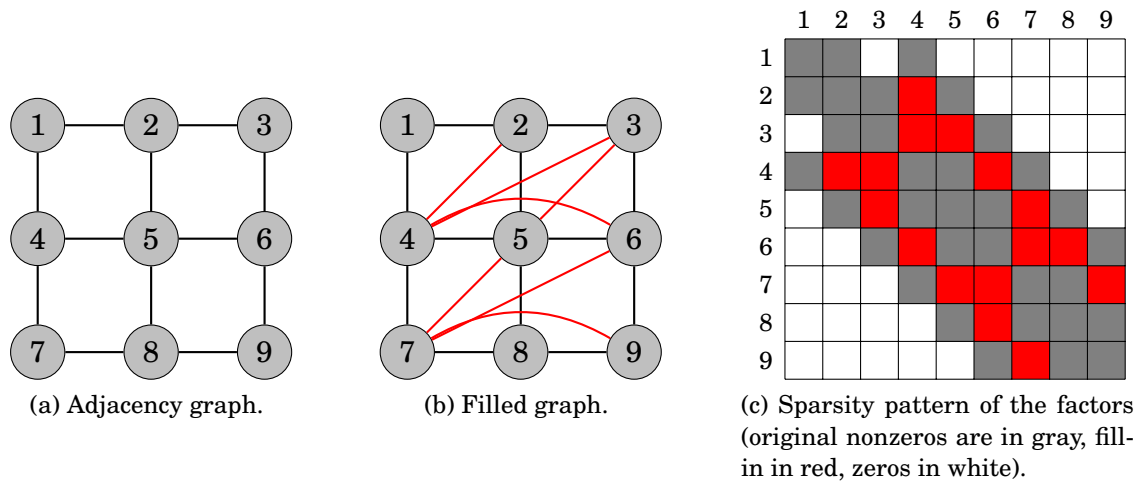 1 2 3 4 5 6 7 8 9
1
2
3
4
5
6
7
8
9
1 2 3
4 5 6
7 8 9
1 2 3
4 5 6
7 8 9
(a) Adjacency graph.
(b) Filled graph.
(c) Sparsity pattern of the factors
(original nonzeros are in gray, fill-
in in red, zeros in white).